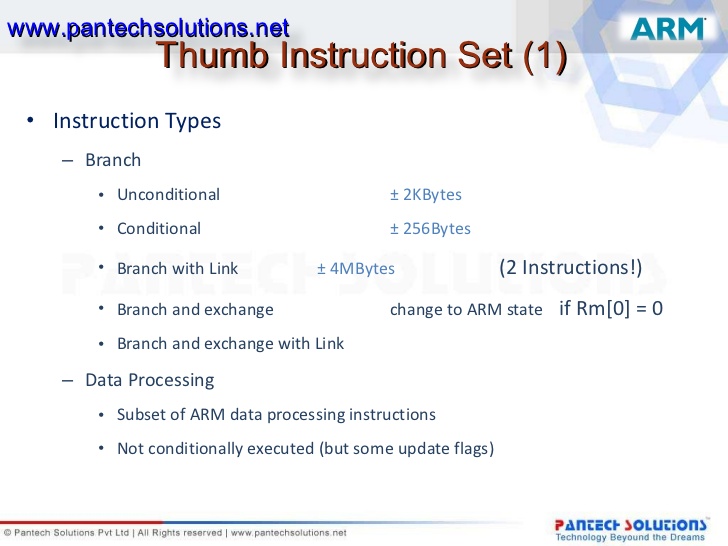 www.pantechsolutions.net
ARM
Thumb Instruction Set (1)
• Instruction Types
– Branch
• Unconditional ± 2KBytes
• Conditional ± 256Bytes
• Branch with Link ± 4MBytes (2 Instructions!)
• Branch and exchange change to ARM state if Rm[0] = 0
• Branch and exchange with Link
– Data Processing
• Subset of ARM data processing instructions
• Not conditionally executed (but some update flags)
PANTECH SOLUTIONS
© Pantech Solutions Pvt Ltd | All Rights reserved | www.pantechsolutions.net
PANTECH SOLUTIONS™
Technology Beyound the Dreams